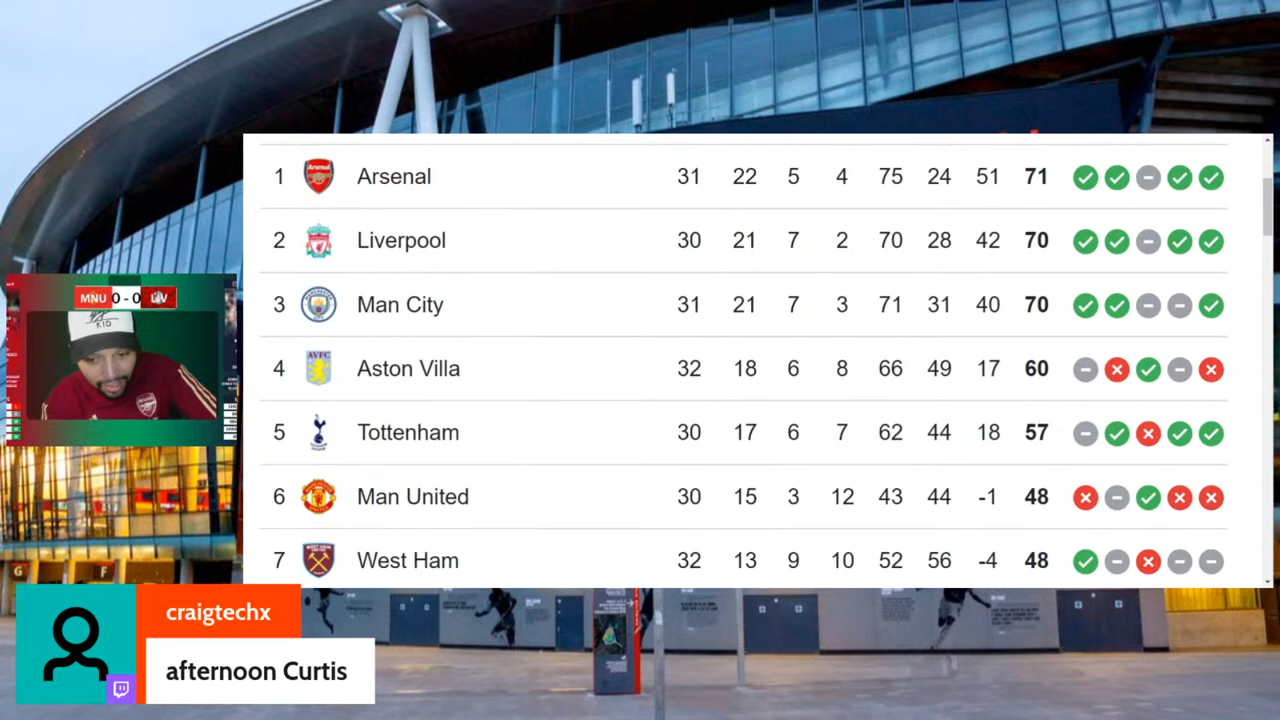 1 Arsenal 31 22 5 4 75 24 51 71
2 Liverpool 30 21 7 2 70 28 42 70
3 Man City 31 21 7 3 71 31 40 70
4 Aston Villa 32 18 6 8 66 49 17 60
5 Tottenham 30 17 6 7 62 44 18 57
6 Man United 30 15 3 12 43 44 -1 48
7 West Ham 32 13 9 10 52 56 -4 48
MNU 0 - 0 LIV
KID
G F
craigtechx
afternoon Curtis